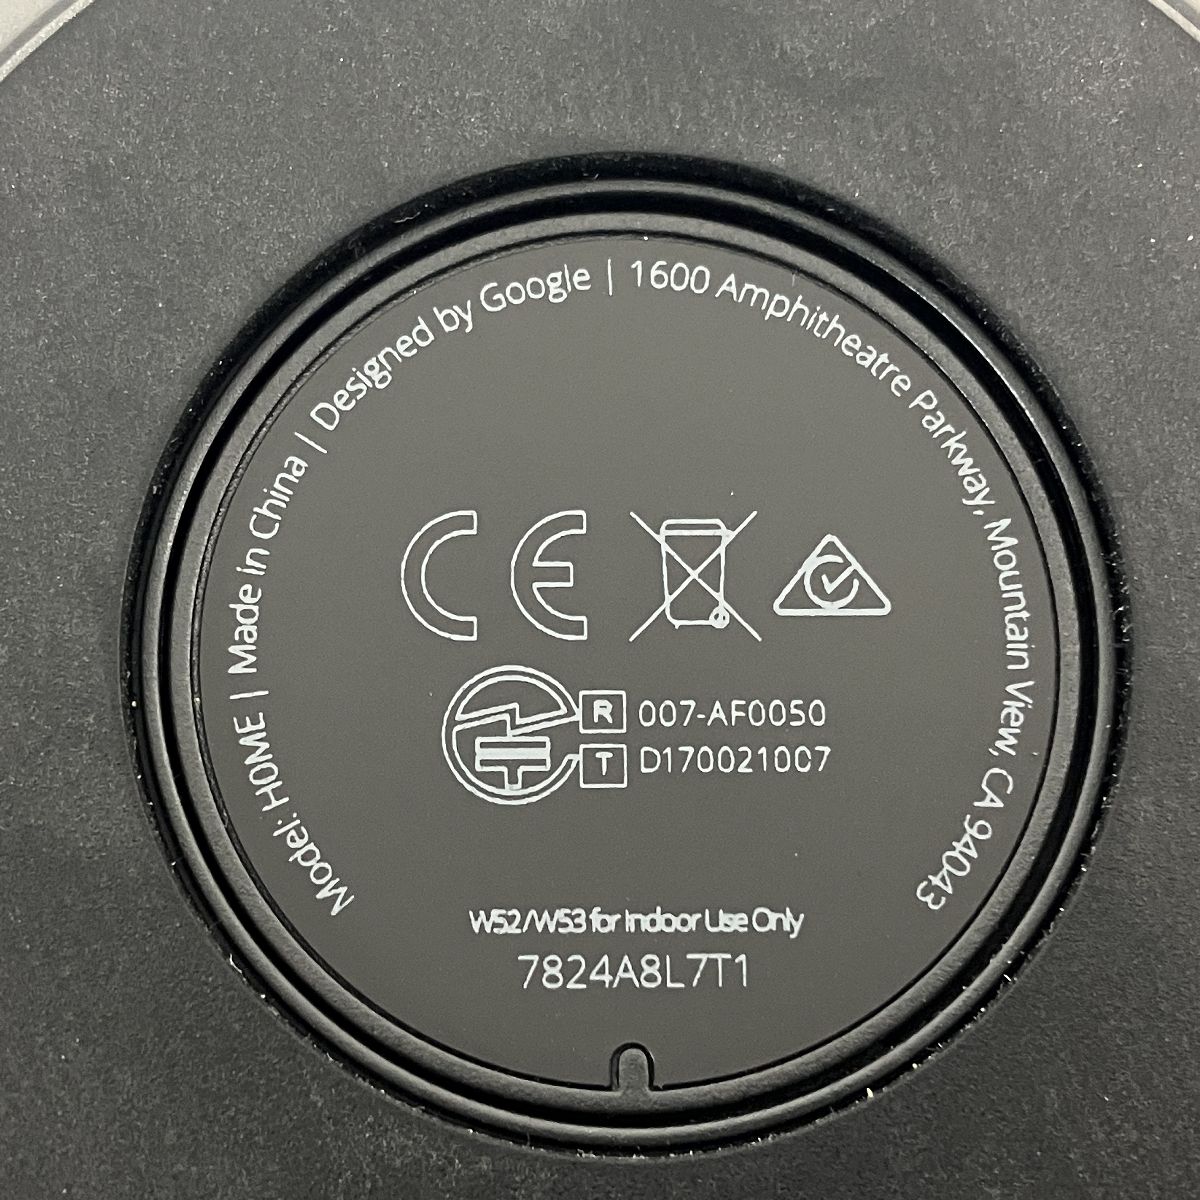 Model: HOME | Made in China | Designed by Google | 1600 Amphitheatre Parkway, Mountain View, CA 94043
CE
R 007-AF0050
T D170021007
W52/W53 for Indoor Use Only
7824A8L7T1